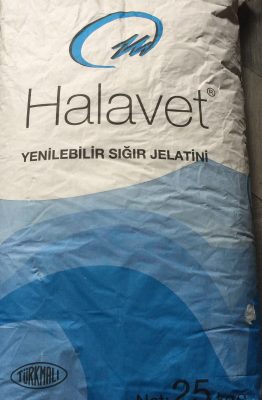 Halavet®
YENİLEBİLİR SIĞIR JELATİNİ
TÜRKMALI
Net: 25